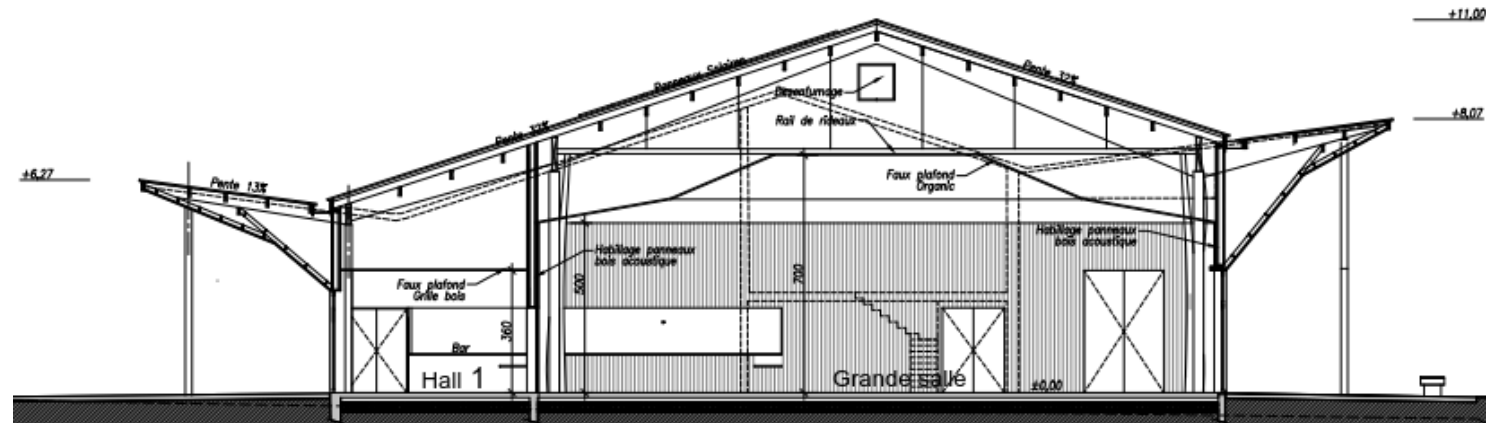 +11,00
Panneaux Solaires
Pente 32%
Desenfumage
+8,07
Rail de rideaux
Pente 32%
+6,27
Faux plafond
Organic
Pente 13%
Habillage panneaux
bois acoustique
Habillage panneaux
bois acoustique
700
500
Faux plafond
Grille bois
360
Bar
Hall 1
Grande salle
±0,00